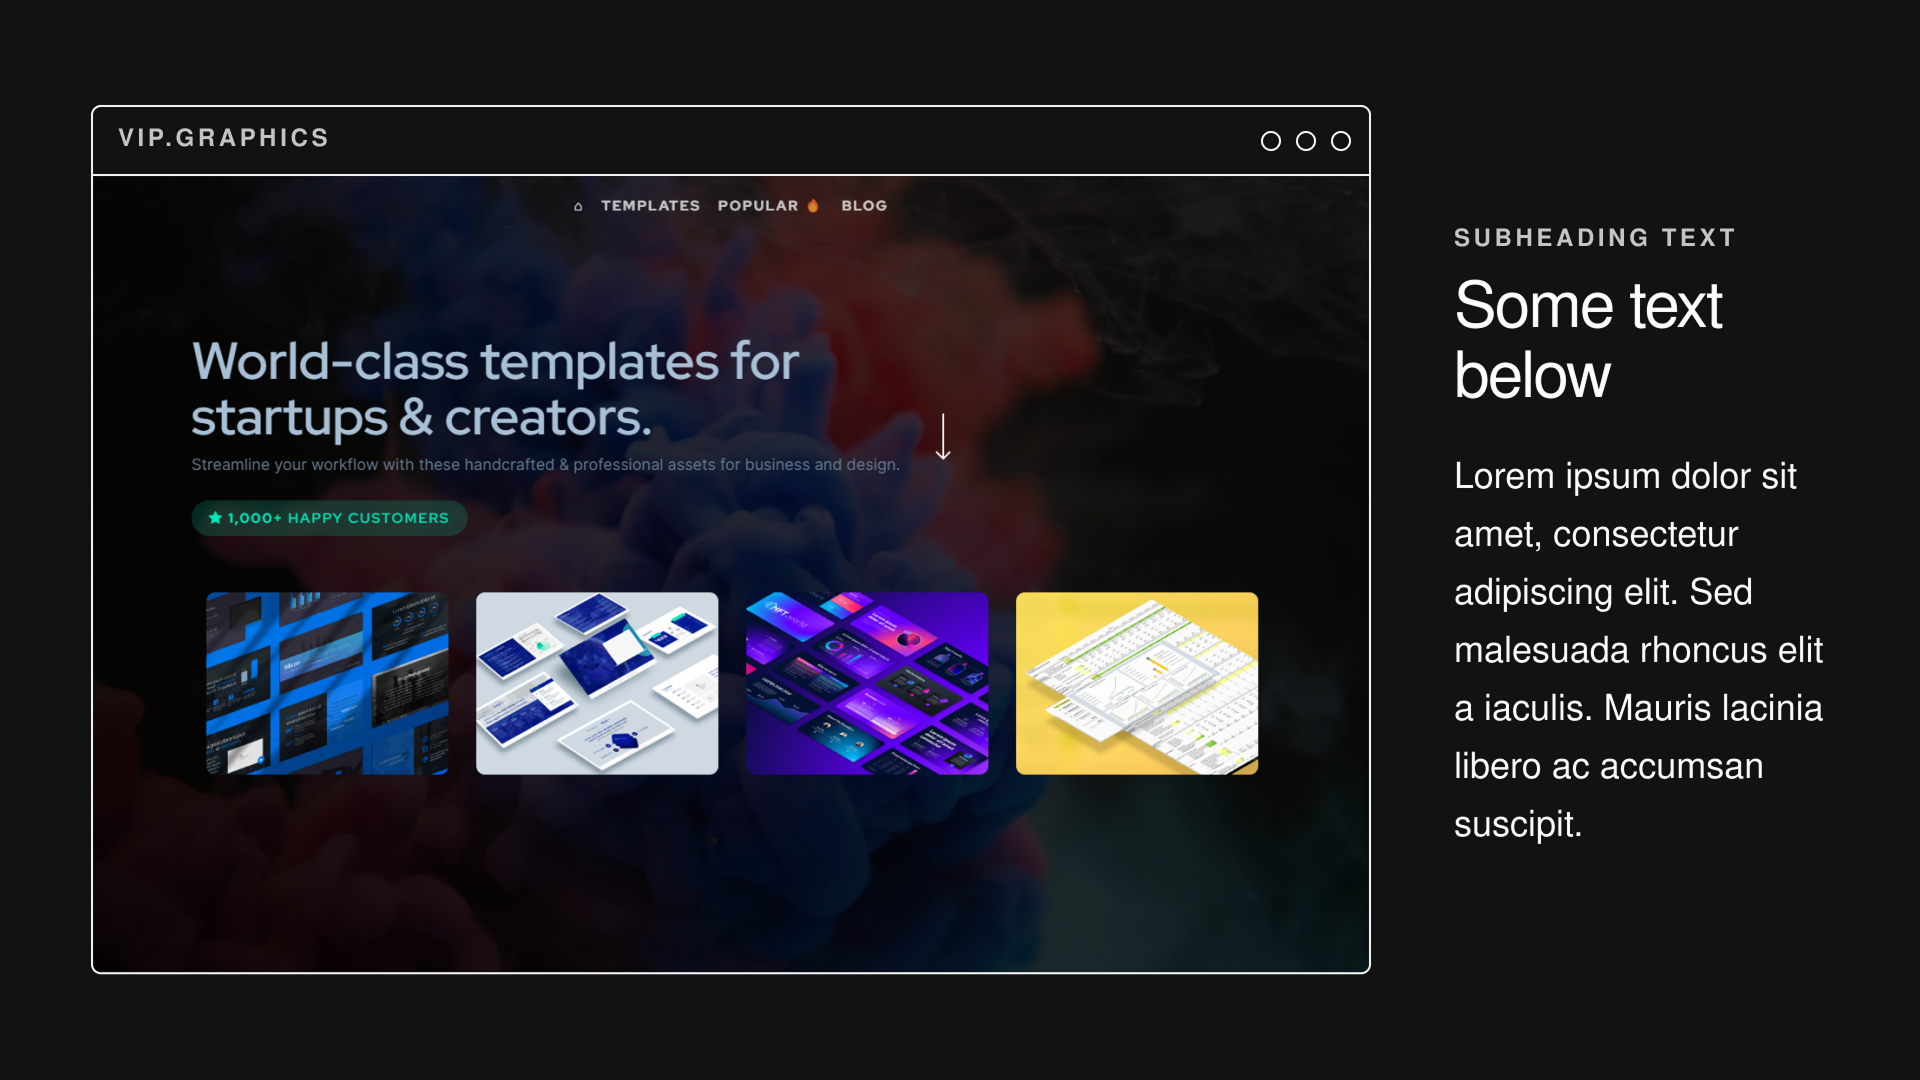 VIP.GRAPHICS
TEMPLATES POPULAR 🔥 BLOG
World-class templates for
startups & creators.
Streamline your workflow with these handcrafted & professional assets for business and design.
★ 1,000+ HAPPY CUSTOMERS
NFT world
SUBHEADING TEXT
Some text
below
Lorem ipsum dolor sit
amet, consectetur
adipiscing elit. Sed
malesuada rhoncus elit
a iaculis. Mauris lacinia
libero ac accumsan
suscipit.